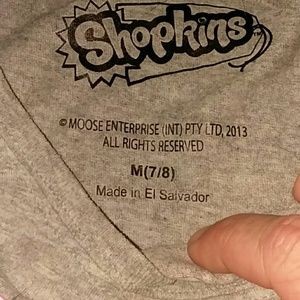 Shopkins
© MOOSE ENTERPRISE (INT) PTY LTD, 2013
ALL RIGHTS RESERVED
M(7/8)
Made in El Salvador